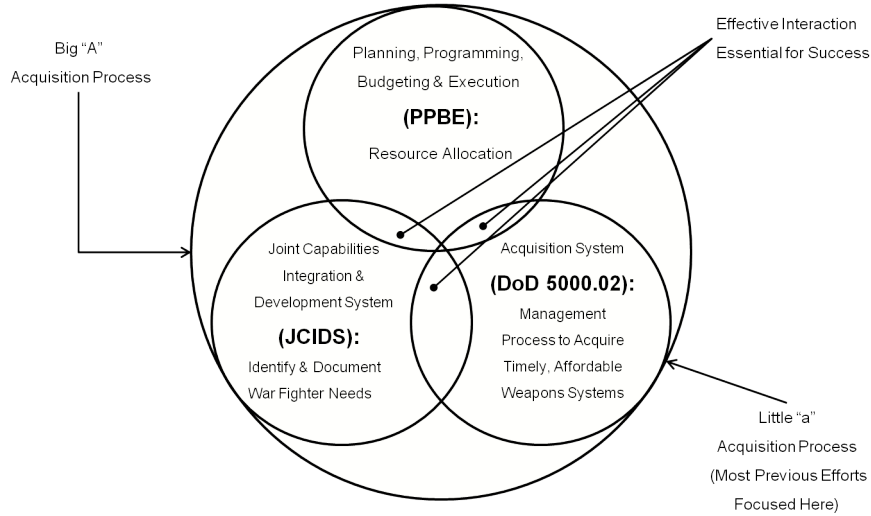 Big “A”
Acquisition Process
Planning, Programming,
Budgeting & Execution
(PPBE):
Resource Allocation
Effective Interaction
Essential for Success
Joint Capabilities
Integration &
Development System
(JCIDS):
Identify & Document
War Fighter Needs
Acquisition System
(DoD 5000.02):
Management
Process to Acquire
Timely, Affordable
Weapons Systems
Little “a”
Acquisition Process
(Most Previous Efforts
Focused Here)